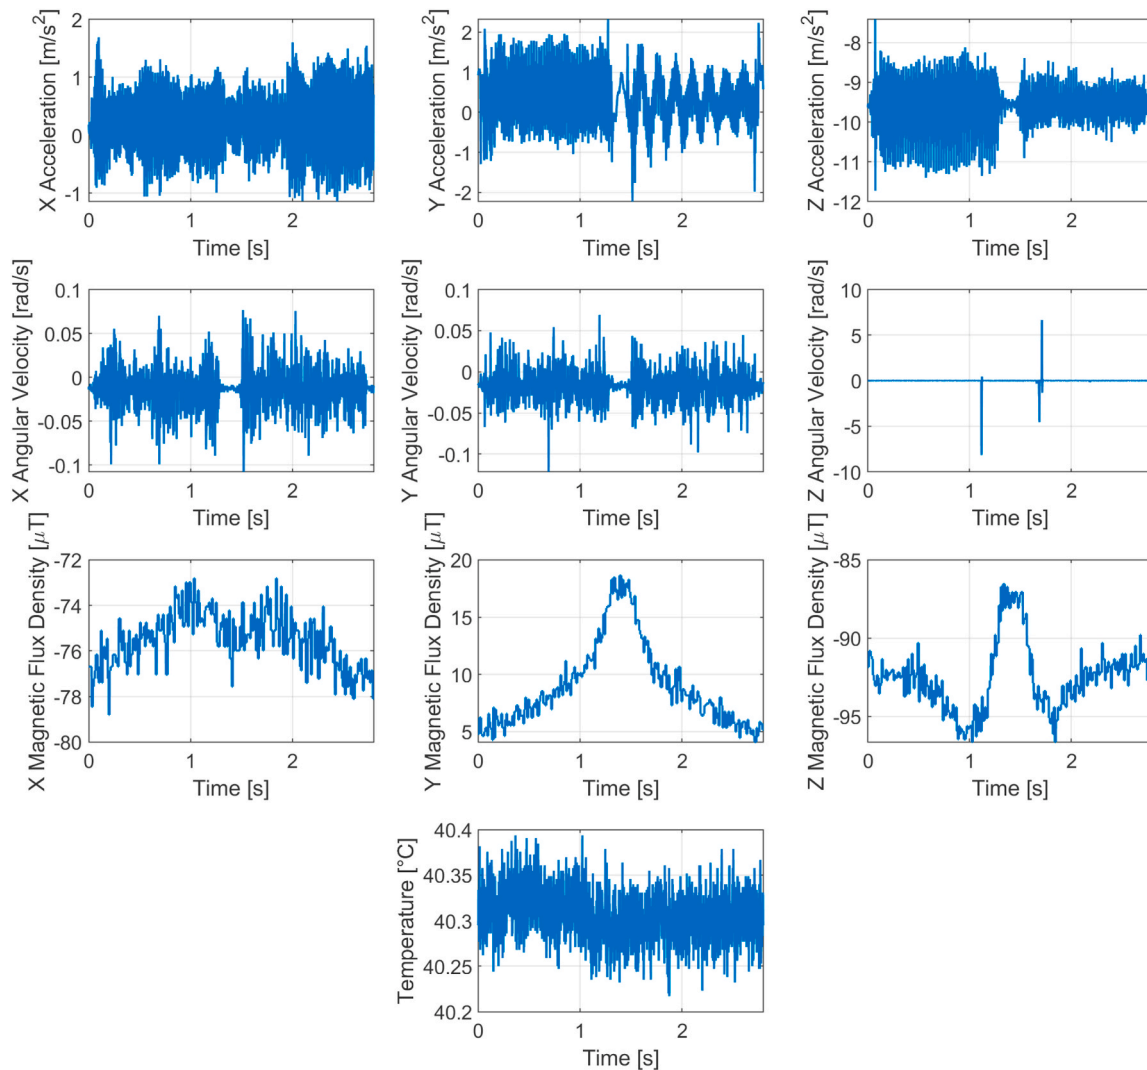 X Acceleration [m/s²]
2
1
0
-1
0 1 2
Time [s]
Y Acceleration [m/s²]
2
1
0
-1
-2
0 1 2
Time [s]
Z Acceleration [m/s²]
-8
-9
-10
-11
-12
0 1 2
Time [s]
X Angular Velocity [rad/s]
0.1
0.05
0
-0.05
-0.1
0 1 2
Time [s]
Y Angular Velocity [rad/s]
0.1
0.05
0
-0.05
-0.1
0 1 2
Time [s]
Z Angular Velocity [rad/s]
10
5
0
-5
-10
0 1 2
Time [s]
X Magnetic Flux Density [μT]
-72
-74
-76
-78
-80
0 1 2
Time [s]
Y Magnetic Flux Density [μT]
20
15
10
5
0 1 2
Time [s]
Z Magnetic Flux Density [μT]
-85
-90
-95
0 1 2
Time [s]
Temperature [°C]
40.4
40.35
40.3
40.25
40.2
0 1 2
Time [s]